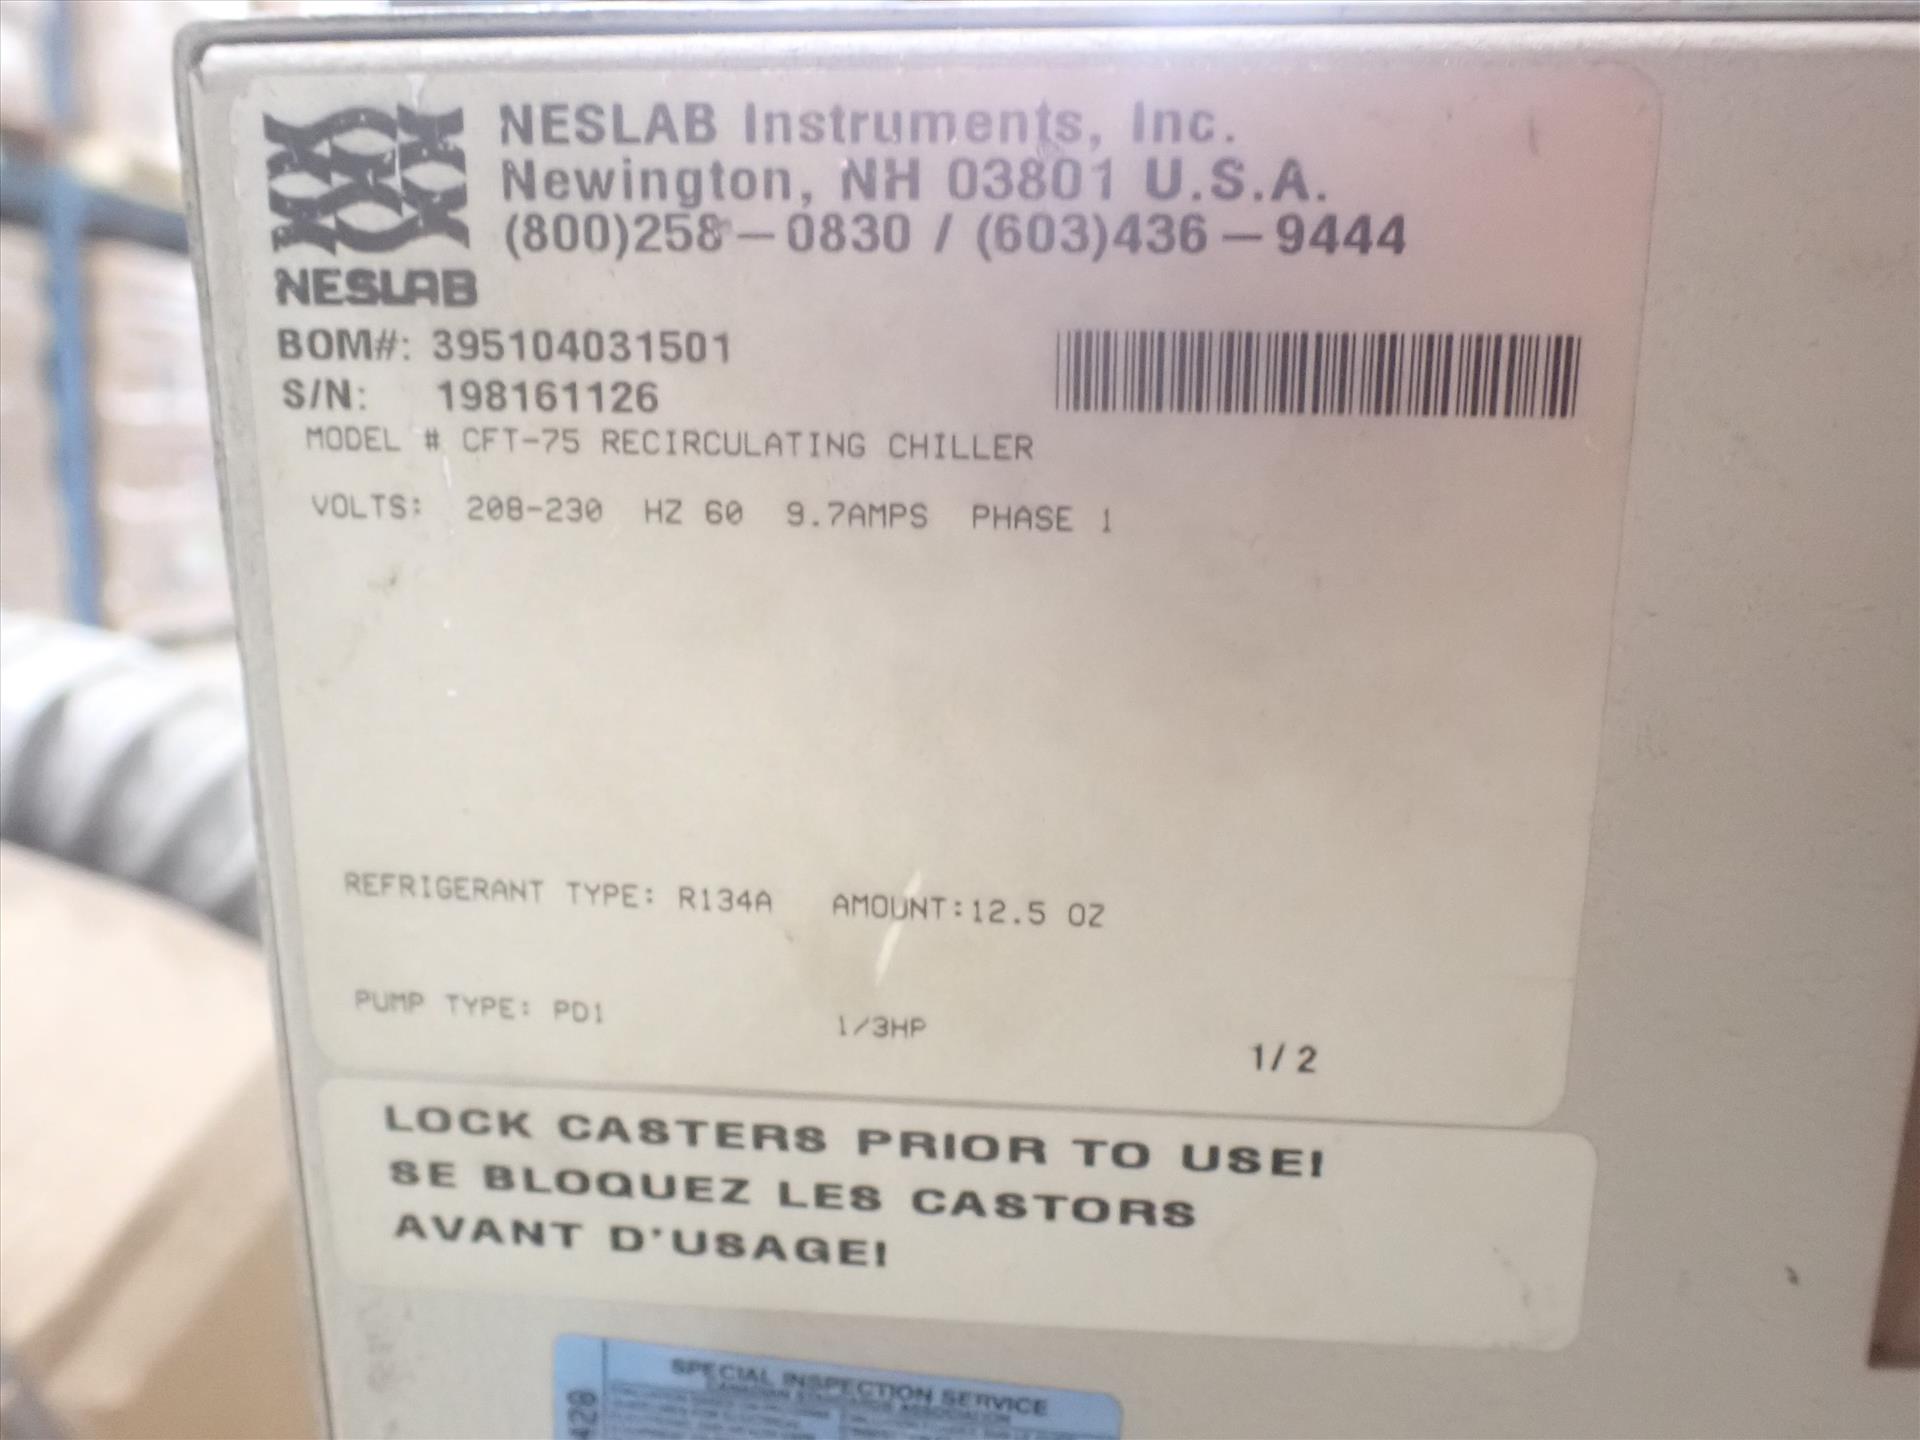 NESLAB Instruments, Inc.
Newington, NH 03801 U.S.A.
(800)258-0830 / (603)436-9444
NESLAB
BOM#: 395104031501
S/N: 198161126
MODEL # CFT-75 RECIRCULATING CHILLER
VOLTS: 208-230 HZ 60 9.7AMPS PHASE 1
REFRIGERANT TYPE: R134A AMOUNT:12.5 OZ
PUMP TYPE: PD1 1/3HP
1/2
LOCK CASTERS PRIOR TO USE!
SE BLOQUEZ LES CASTORS
AVANT D'USAGE!
SPECIAL INSPECTION SERVICE
CANADIAN STANDARDS ASSOCIATION